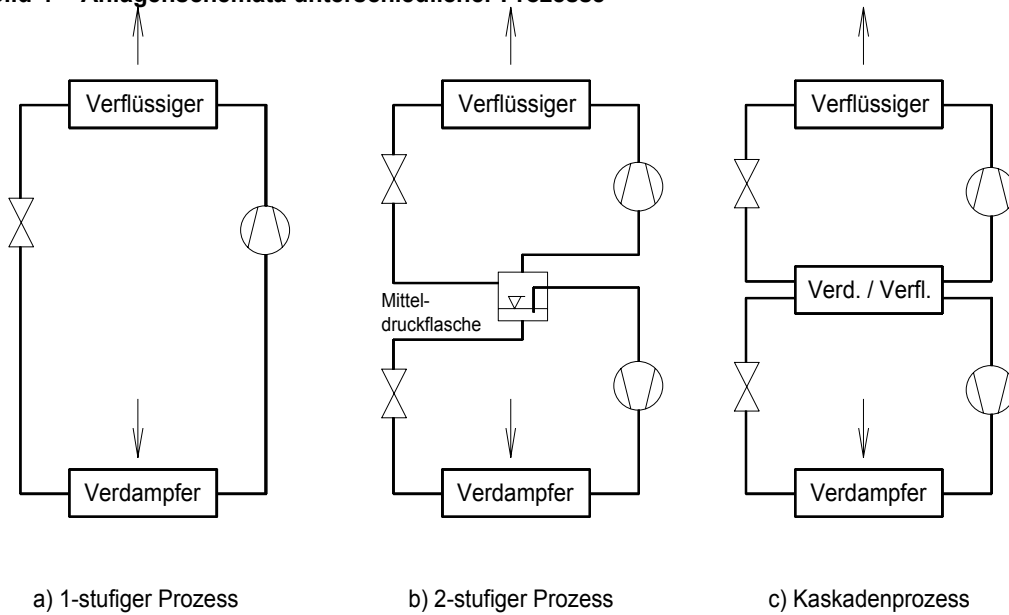 Verflüssiger
Verflüssiger
Verflüssiger
Mittel-
druckflasche
Verd. / Verfl.
Verdampfer
Verdampfer
Verdampfer
a) 1-stufiger Prozess
b) 2-stufiger Prozess
c) Kaskadenprozess